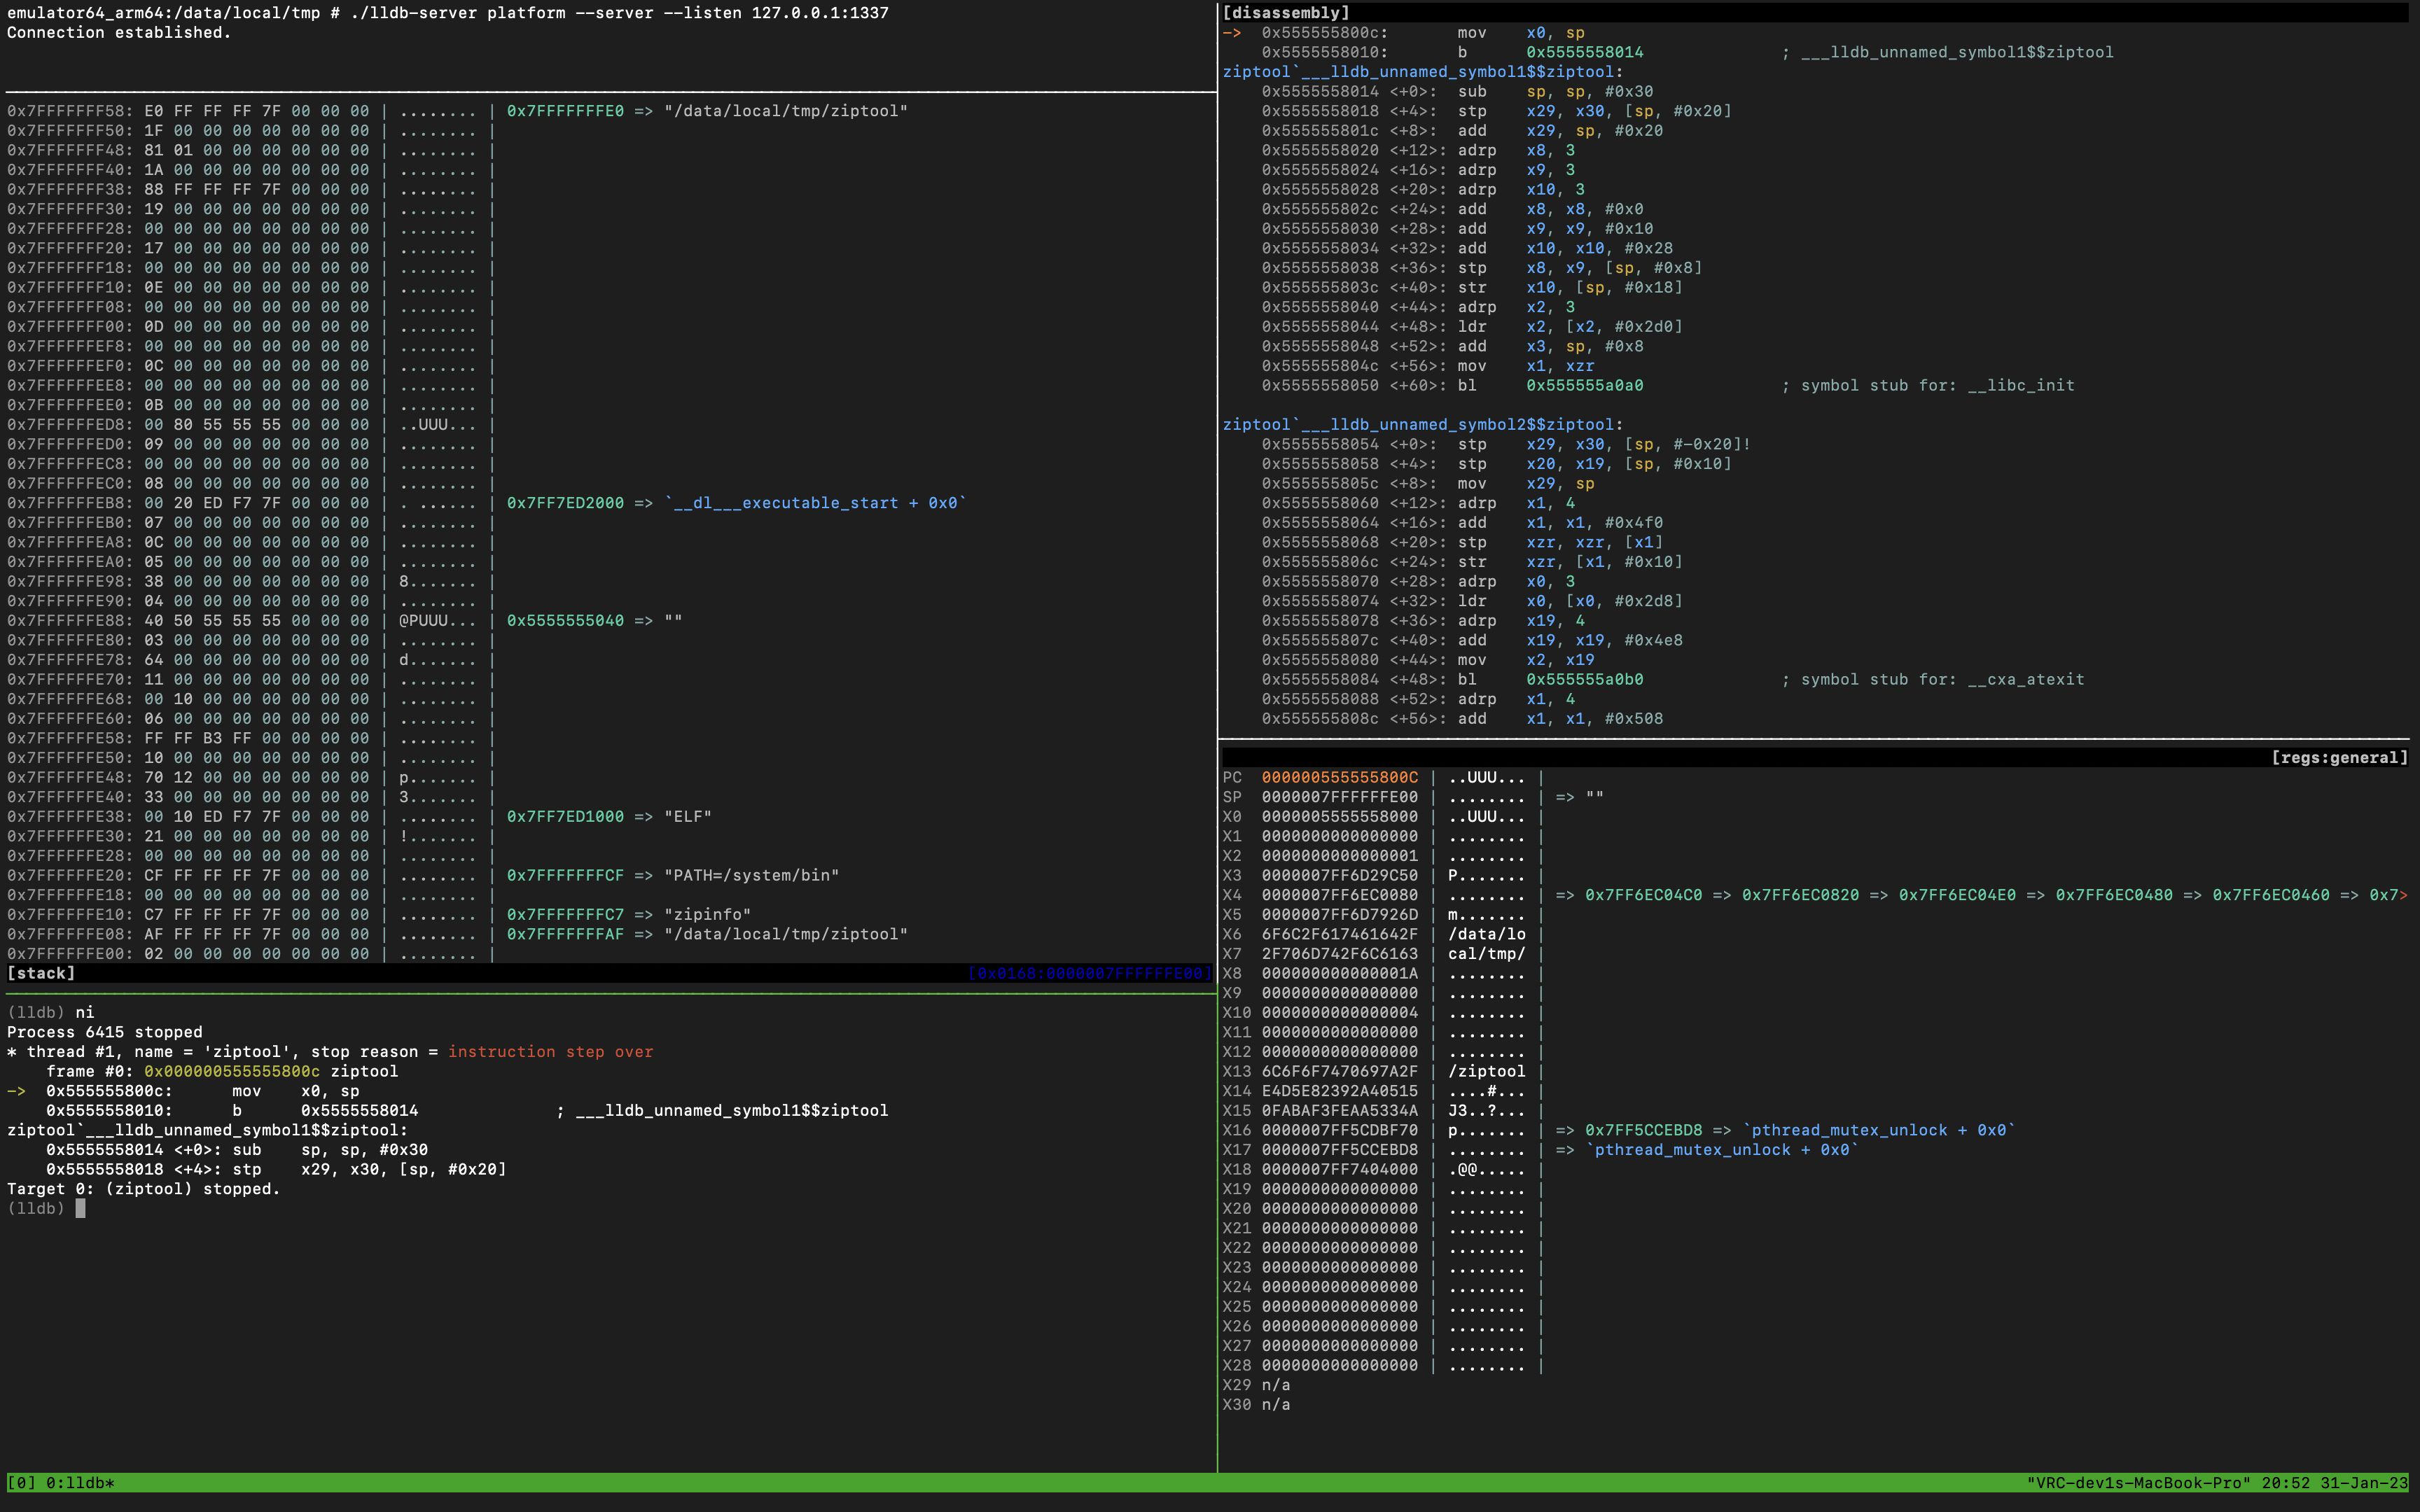 emulator64_arm64:/data/local/tmp # ./lldb-server platform --server --listen 127.0.0.1:1337
Connection established.
0x7FFFFFFF58: E0 FF FF FF 7F 00 00 00 | ........ | 0x7FFFFFFFE0 => "/data/local/tmp/ziptool"
0x7FFFFFFF50: 1F 00 00 00 00 00 00 00 | ........ |
0x7FFFFFFF48: 81 01 00 00 00 00 00 00 | ........ |
0x7FFFFFFF40: 1A 00 00 00 00 00 00 00 | ........ |
0x7FFFFFFF38: 88 FF FF FF 7F 00 00 00 | ........ |
0x7FFFFFFF30: 19 00 00 00 00 00 00 00 | ........ |
0x7FFFFFFF28: 00 00 00 00 00 00 00 00 | ........ |
0x7FFFFFFF20: 17 00 00 00 00 00 00 00 | ........ |
0x7FFFFFFF18: 00 00 00 00 00 00 00 00 | ........ |
0x7FFFFFFF10: 0E 00 00 00 00 00 00 00 | ........ |
0x7FFFFFFF08: 00 00 00 00 00 00 00 00 | ........ |
0x7FFFFFFF00: 0D 00 00 00 00 00 00 00 | ........ |
0x7FFFFFFEF8: 00 00 00 00 00 00 00 00 | ........ |
0x7FFFFFFEF0: 0C 00 00 00 00 00 00 00 | ........ |
0x7FFFFFFEE8: 00 00 00 00 00 00 00 00 | ........ |
0x7FFFFFFEE0: 0B 00 00 00 00 00 00 00 | ........ |
0x7FFFFFFED8: 00 80 55 55 55 00 00 00 | ..UUU... |
0x7FFFFFFED0: 09 00 00 00 00 00 00 00 | ........ |
0x7FFFFFFEC8: 00 00 00 00 00 00 00 00 | ........ |
0x7FFFFFFEC0: 08 00 00 00 00 00 00 00 | ........ |
0x7FFFFFFEB8: 00 20 ED F7 7F 00 00 00 | . ...... | 0x7FF7ED2000 => `__dl___executable_start + 0x0`
0x7FFFFFFEB0: 07 00 00 00 00 00 00 00 | ........ |
0x7FFFFFFEA8: 0C 00 00 00 00 00 00 00 | ........ |
0x7FFFFFFEA0: 05 00 00 00 00 00 00 00 | ........ |
0x7FFFFFFE98: 38 00 00 00 00 00 00 00 | 8....... |
0x7FFFFFFE90: 04 00 00 00 00 00 00 00 | ........ |
0x7FFFFFFE88: 40 50 55 55 55 00 00 00 | @PUUU... | 0x5555555040 => ""
0x7FFFFFFE80: 03 00 00 00 00 00 00 00 | ........ |
0x7FFFFFFE78: 64 00 00 00 00 00 00 00 | d....... |
0x7FFFFFFE70: 11 00 00 00 00 00 00 00 | ........ |
0x7FFFFFFE68: 00 10 00 00 00 00 00 00 | ........ |
0x7FFFFFFE60: 06 00 00 00 00 00 00 00 | ........ |
0x7FFFFFFE58: FF FF B3 FF 00 00 00 00 | ........ |
0x7FFFFFFE50: 10 00 00 00 00 00 00 00 | ........ |
0x7FFFFFFE48: 70 12 00 00 00 00 00 00 | p....... |
0x7FFFFFFE40: 33 00 00 00 00 00 00 00 | 3....... |
0x7FFFFFFE38: 00 10 ED F7 7F 00 00 00 | ........ | 0x7FF7ED1000 => "ELF"
0x7FFFFFFE30: 21 00 00 00 00 00 00 00 | !....... |
0x7FFFFFFE28: 00 00 00 00 00 00 00 00 | ........ |
0x7FFFFFFE20: CF FF FF FF 7F 00 00 00 | ........ | 0x7FFFFFFFCF => "PATH=/system/bin"
0x7FFFFFFE18: 00 00 00 00 00 00 00 00 | ........ |
0x7FFFFFFE10: C7 FF FF FF 7F 00 00 00 | ........ | 0x7FFFFFFFC7 => "zipinfo"
0x7FFFFFFE08: AF FF FF FF 7F 00 00 00 | ........ | 0x7FFFFFFFAF => "/data/local/tmp/ziptool"
0x7FFFFFFE00: 02 00 00 00 00 00 00 00 | ........ |
[stack] [0x0168:0000007FFFFFFE00]
(lldb) ni
Process 6415 stopped
* thread #1, name = 'ziptool', stop reason = instruction step over
frame #0: 0x000000555555800c ziptool
-> 0x555555800c: mov x0, sp
0x5555558010: b 0x5555558014 ; ___lldb_unnamed_symbol1$$ziptool
ziptool`___lldb_unnamed_symbol1$$ziptool:
0x5555558014 <+0>: sub sp, sp, #0x30
0x5555558018 <+4>: stp x29, x30, [sp, #0x20]
Target 0: (ziptool) stopped.
(lldb)
[disassembly]
-> 0x555555800c: mov x0, sp
0x5555558010: b 0x5555558014 ; ___lldb_unnamed_symbol1$$ziptool
ziptool`___lldb_unnamed_symbol1$$ziptool:
0x5555558014 <+0>: sub sp, sp, #0x30
0x5555558018 <+4>: stp x29, x30, [sp, #0x20]
0x555555801c <+8>: add x29, sp, #0x20
0x5555558020 <+12>: adrp x8, 3
0x5555558024 <+16>: adrp x9, 3
0x5555558028 <+20>: adrp x10, 3
0x555555802c <+24>: add x8, x8, #0x0
0x5555558030 <+28>: add x9, x9, #0x10
0x5555558034 <+32>: add x10, x10, #0x28
0x5555558038 <+36>: stp x8, x9, [sp, #0x8]
0x555555803c <+40>: str x10, [sp, #0x18]
0x5555558040 <+44>: adrp x2, 3
0x5555558044 <+48>: ldr x2, [x2, #0x2d0]
0x5555558048 <+52>: add x3, sp, #0x8
0x555555804c <+56>: mov x1, xzr
0x5555558050 <+60>: bl 0x555555a0a0 ; symbol stub for: __libc_init
ziptool`___lldb_unnamed_symbol2$$ziptool:
0x5555558054 <+0>: stp x29, x30, [sp, #-0x20]!
0x5555558058 <+4>: stp x20, x19, [sp, #0x10]
0x555555805c <+8>: mov x29, sp
0x5555558060 <+12>: adrp x1, 4
0x5555558064 <+16>: add x1, x1, #0x4f0
0x5555558068 <+20>: stp xzr, xzr, [x1]
0x555555806c <+24>: str xzr, [x1, #0x10]
0x5555558070 <+28>: adrp x0, 3
0x5555558074 <+32>: ldr x0, [x0, #0x2d8]
0x5555558078 <+36>: adrp x19, 4
0x555555807c <+40>: add x19, x19, #0x4e8
0x5555558080 <+44>: mov x2, x19
0x5555558084 <+48>: bl 0x555555a0b0 ; symbol stub for: __cxa_atexit
0x5555558088 <+52>: adrp x1, 4
0x555555808c <+56>: add x1, x1, #0x508
[regs:general]
PC 000000555555800C | ..UUU... |
SP 0000007FFFFFFE00 | ........ | => ""
X0 0000005555558000 | ..UUU... |
X1 0000000000000000 | ........ |
X2 0000000000000001 | ........ |
X3 0000007FF6D29C50 | P....... |
X4 0000007FF6EC0080 | ........ | => 0x7FF6EC04C0 => 0x7FF6EC0820 => 0x7FF6EC04E0 => 0x7FF6EC0480 => 0x7FF6EC0460 => 0x7>
X5 0000007FF6D7926D | m....... |
X6 6F6C2F617461642F | /data/lo |
X7 2F706D742F6C6163 | cal/tmp/ |
X8 000000000000001A | ........ |
X9 0000000000000000 | ........ |
X10 0000000000000004 | ........ |
X11 0000000000000000 | ........ |
X12 0000000000000000 | ........ |
X13 6C6F6F7470697A2F | /ziptool |
X14 E4D5E82392A40515 | ....#... |
X15 0FABAF3FEAA5334A | J3..?... |
X16 0000007FF5CDBF70 | p....... | => 0x7FF5CCEBD8 => `pthread_mutex_unlock + 0x0`
X17 0000007FF5CCEBD8 | ........ | => `pthread_mutex_unlock + 0x0`
X18 0000007FF7404000 | .@@..... |
X19 0000000000000000 | ........ |
X20 0000000000000000 | ........ |
X21 0000000000000000 | ........ |
X22 0000000000000000 | ........ |
X23 0000000000000000 | ........ |
X24 0000000000000000 | ........ |
X25 0000000000000000 | ........ |
X26 0000000000000000 | ........ |
X27 0000000000000000 | ........ |
X28 0000000000000000 | ........ |
X29 n/a
X30 n/a
[0] 0:lldb* "VRC-dev1s-MacBook-Pro" 20:52 31-Jan-23